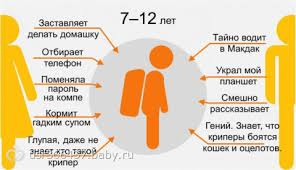 7–12 лет
Заставляет
делать домашку
Отбирает
телефон
Поменяла
пароль
на компе
Кормит
гадким супом
Глупая, даже не
знает, кто такой
крипер
Тайно водит
в Макдак
Украл мой
планшет
Смешно
рассказывает
Гений. Знает, что
криперы боятся
кошек и оцелотов.